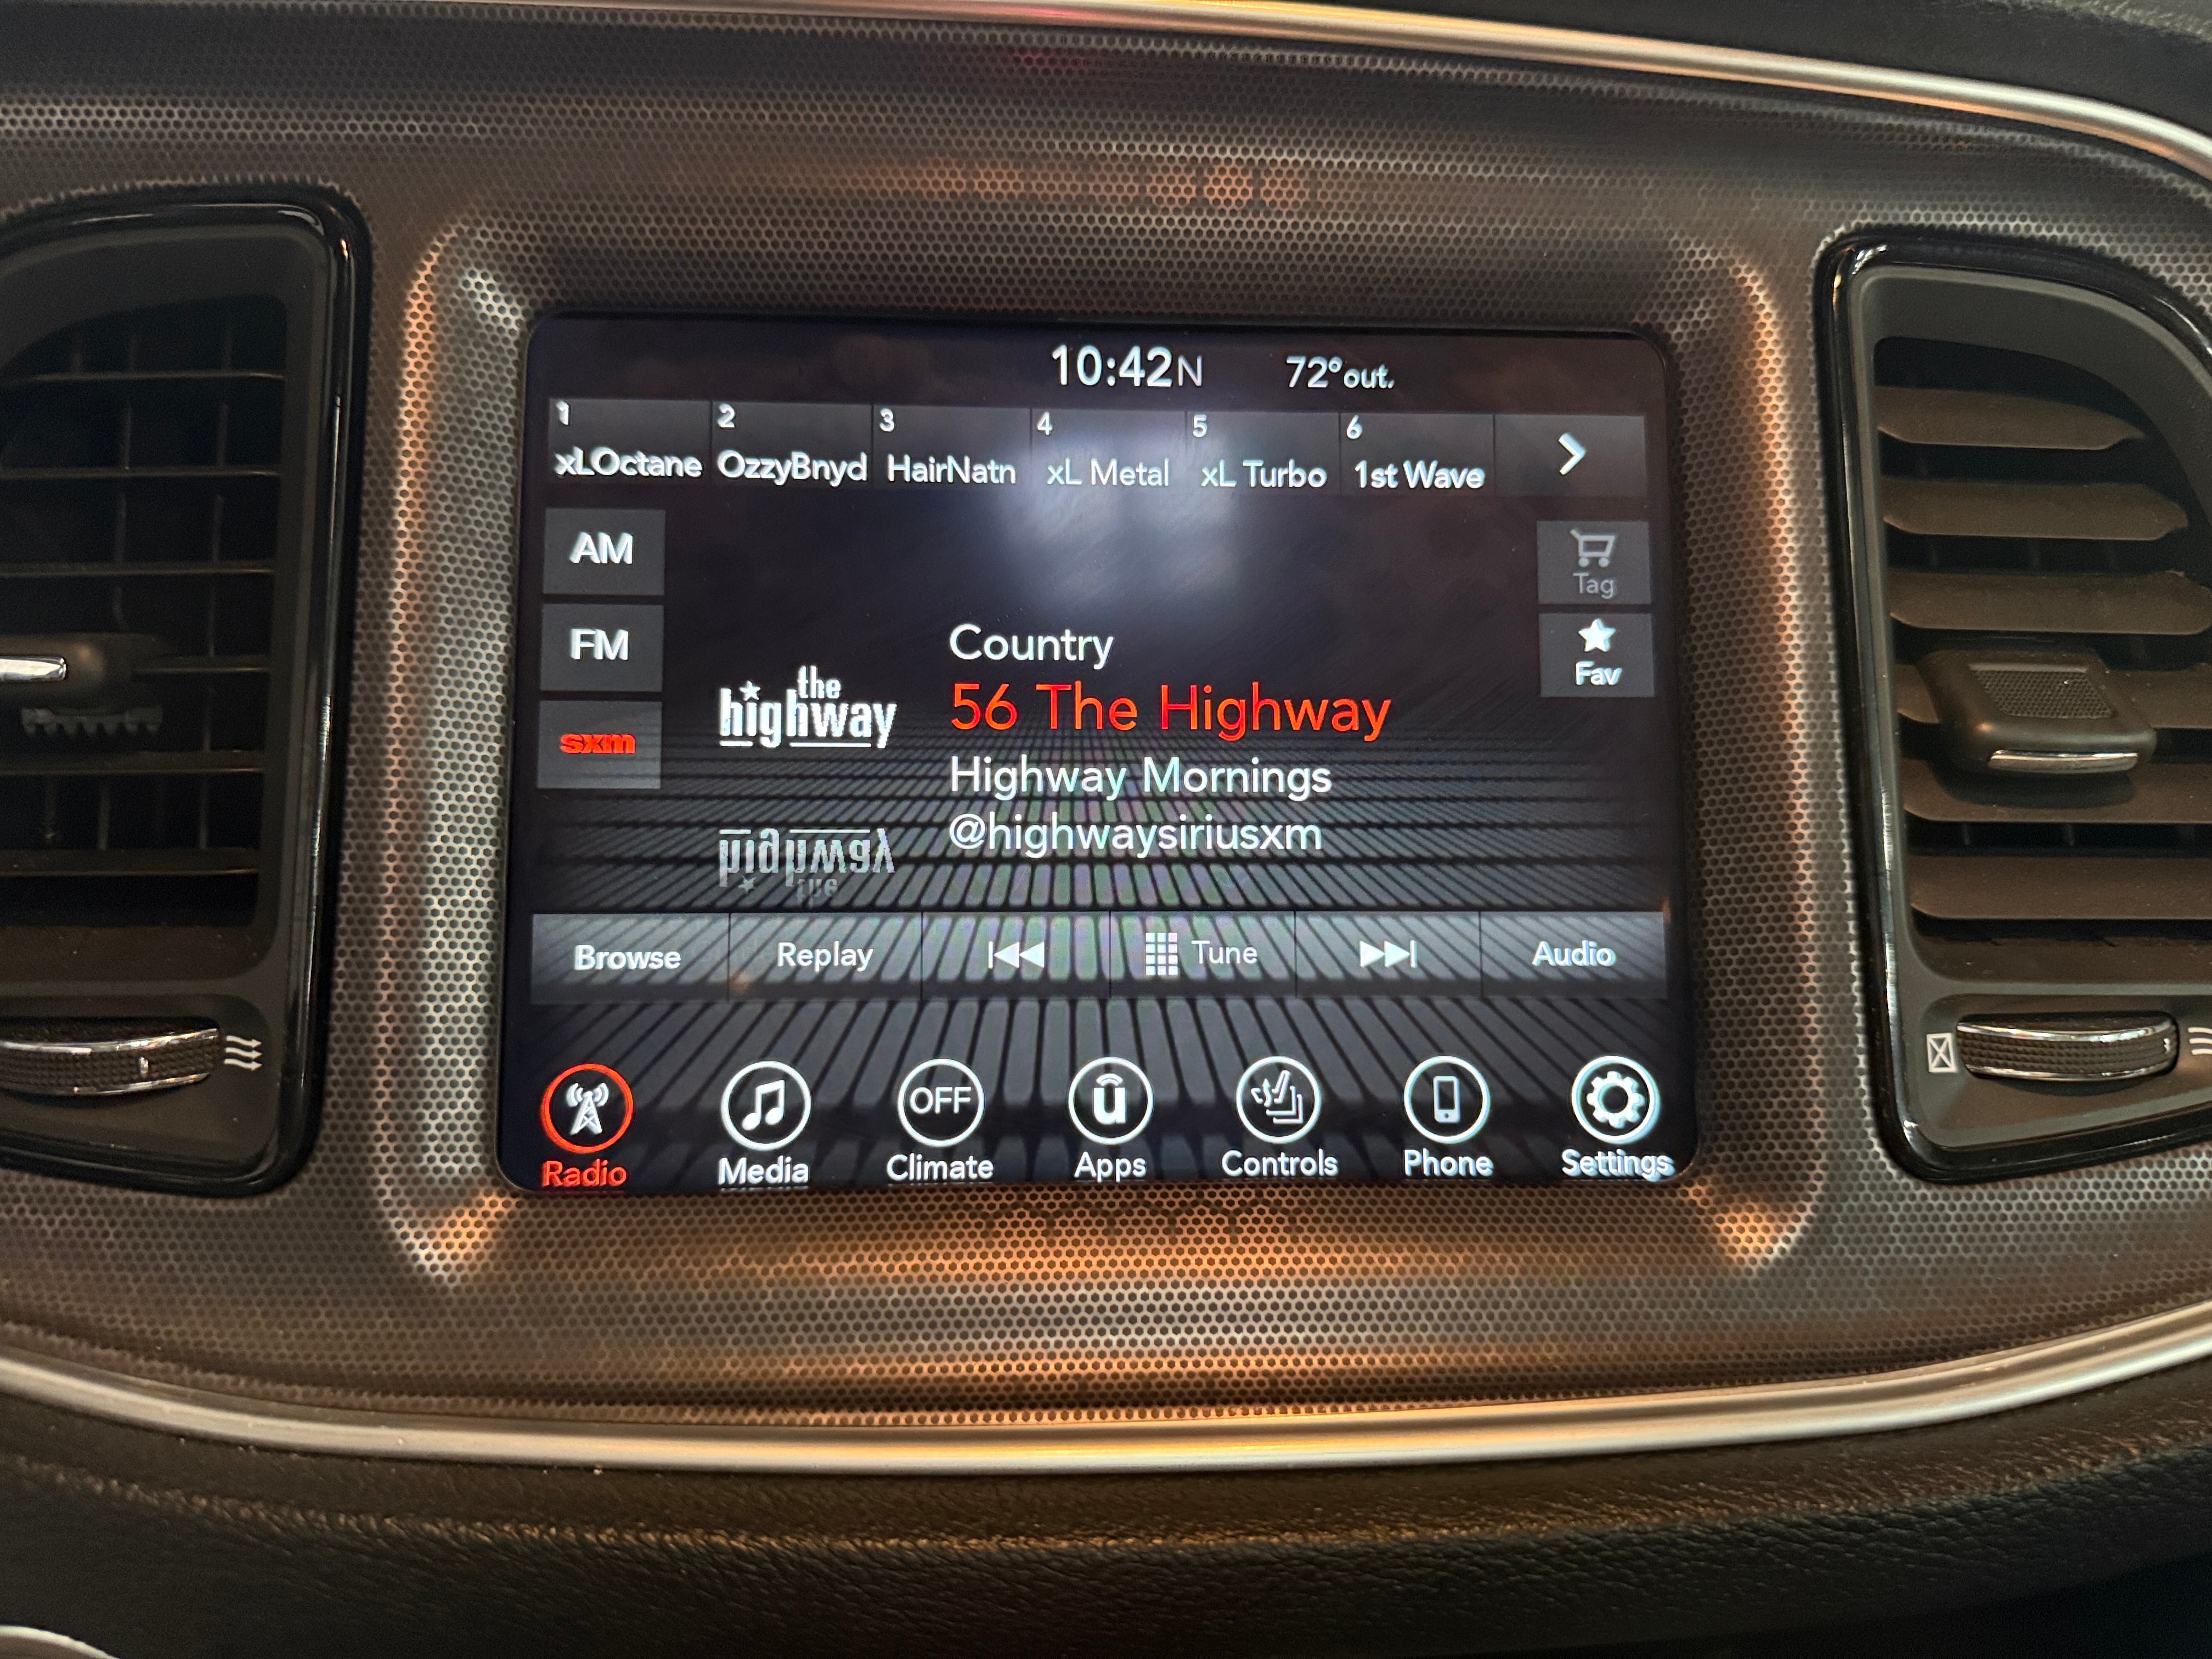 10:42N 72°out.
1 2 3 4 5 6
xLOctane OzzyBnyd HairNatn xL Metal xL Turbo 1st Wave
AM
Tag
FM
Fav
sxm
the
highway
Country
56 The Highway
Highway Mornings
@highwaysiriusxm
the
highway
Browse Replay Tune Audio
OFF u
Radio Media Climate Apps Controls Phone Settings